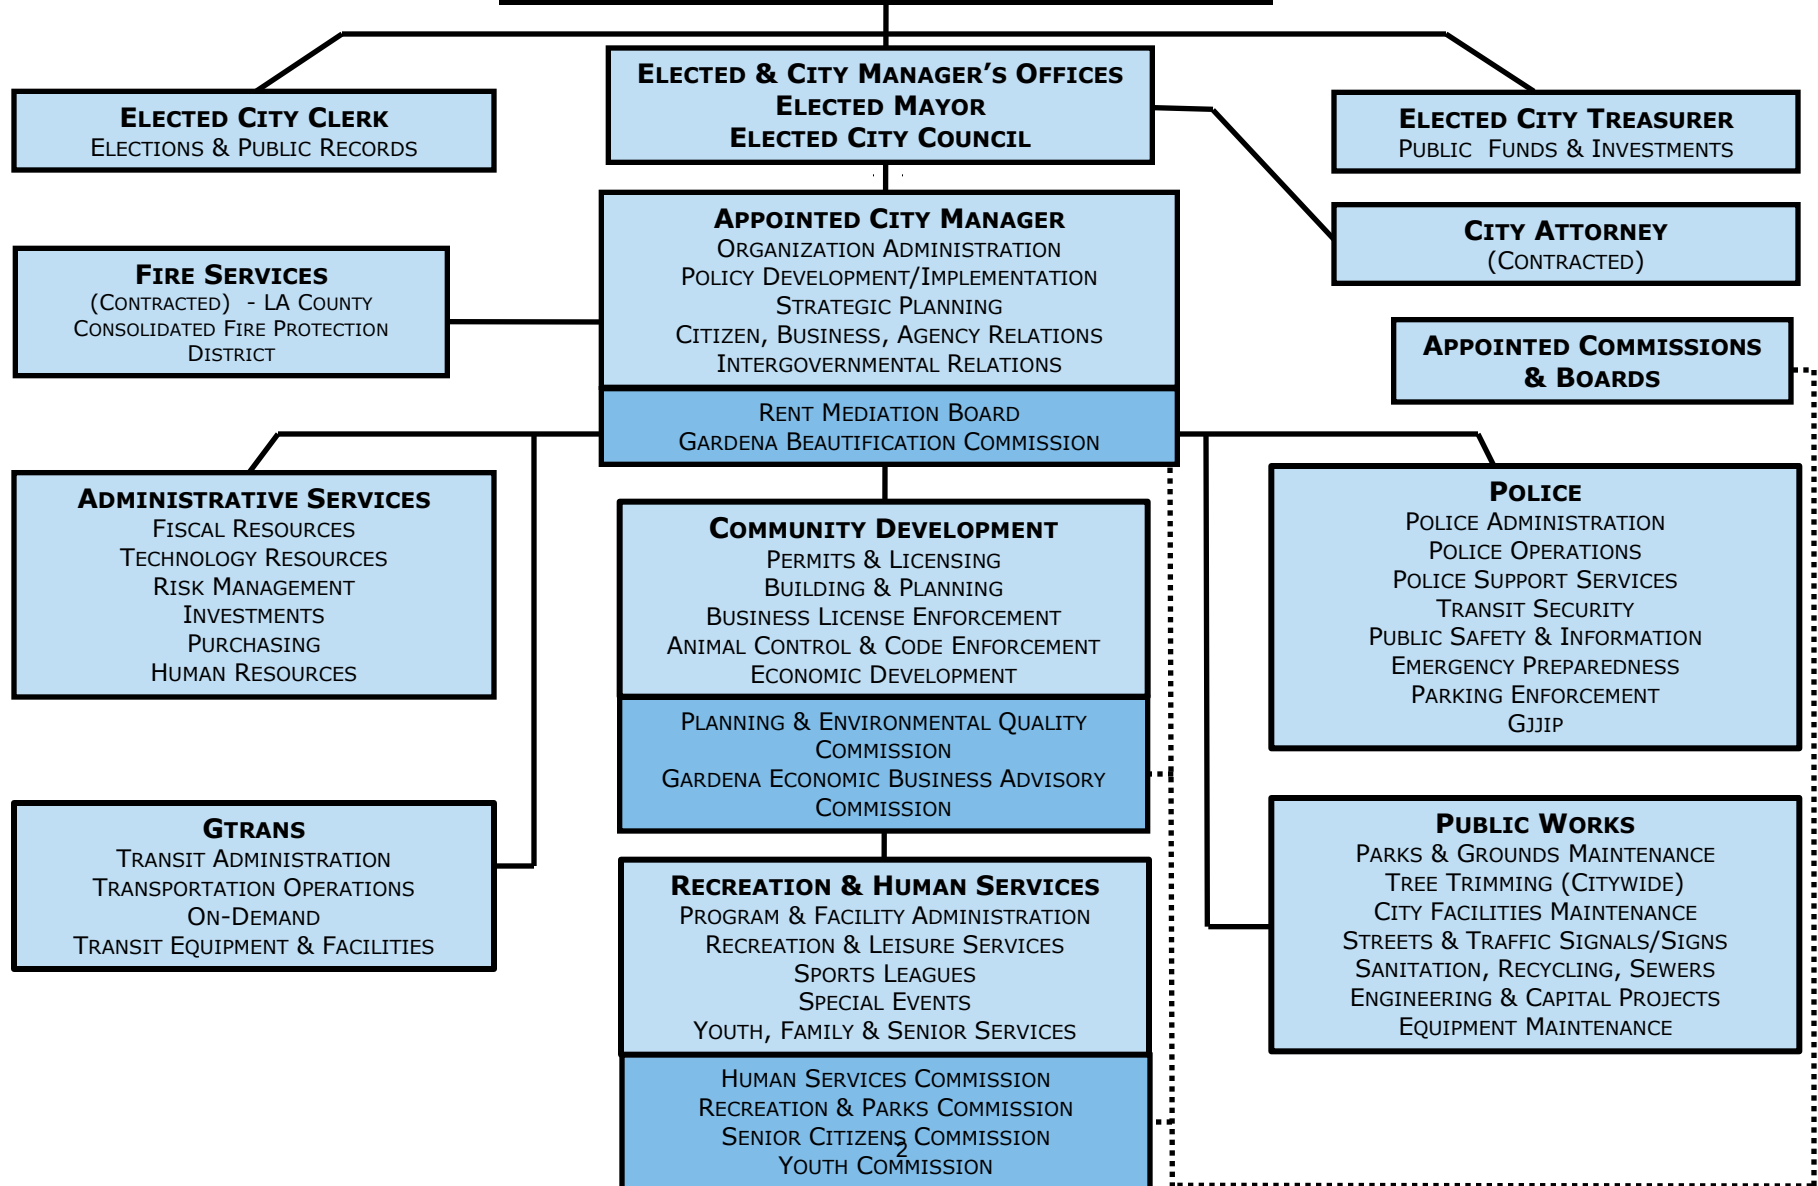 ELECTED & CITY MANAGER’S OFFICES
ELECTED MAYOR
ELECTED CITY COUNCIL
ELECTED CITY CLERK
ELECTIONS & PUBLIC RECORDS
ELECTED CITY TREASURER
PUBLIC FUNDS & INVESTMENTS
APPOINTED CITY MANAGER
ORGANIZATION ADMINISTRATION
POLICY DEVELOPMENT/IMPLEMENTATION
STRATEGIC PLANNING
CITIZEN, BUSINESS, AGENCY RELATIONS
INTERGOVERNMENTAL RELATIONS
RENT MEDIATION BOARD
GARDENA BEAUTIFICATION COMMISSION
CITY ATTORNEY
(CONTRACTED)
FIRE SERVICES
(CONTRACTED) - LA COUNTY
CONSOLIDATED FIRE PROTECTION
DISTRICT
APPOINTED COMMISSIONS
& BOARDS
ADMINISTRATIVE SERVICES
FISCAL RESOURCES
TECHNOLOGY RESOURCES
RISK MANAGEMENT
INVESTMENTS
PURCHASING
HUMAN RESOURCES
COMMUNITY DEVELOPMENT
PERMITS & LICENSING
BUILDING & PLANNING
BUSINESS LICENSE ENFORCEMENT
ANIMAL CONTROL & CODE ENFORCEMENT
ECONOMIC DEVELOPMENT
PLANNING & ENVIRONMENTAL QUALITY
COMMISSION
GARDENA ECONOMIC BUSINESS ADVISORY
COMMISSION
POLICE
POLICE ADMINISTRATION
POLICE OPERATIONS
POLICE SUPPORT SERVICES
TRANSIT SECURITY
PUBLIC SAFETY & INFORMATION
EMERGENCY PREPAREDNESS
PARKING ENFORCEMENT
GJJIP
GTRANS
TRANSIT ADMINISTRATION
TRANSPORTATION OPERATIONS
ON-DEMAND
TRANSIT EQUIPMENT & FACILITIES
RECREATION & HUMAN SERVICES
PROGRAM & FACILITY ADMINISTRATION
RECREATION & LEISURE SERVICES
SPORTS LEAGUES
SPECIAL EVENTS
YOUTH, FAMILY & SENIOR SERVICES
HUMAN SERVICES COMMISSION
RECREATION & PARKS COMMISSION
SENIOR CITIZENS COMMISSION
YOUTH COMMISSION
PUBLIC WORKS
PARKS & GROUNDS MAINTENANCE
TREE TRIMMING (CITYWIDE)
CITY FACILITIES MAINTENANCE
STREETS & TRAFFIC SIGNALS/SIGNS
SANITATION, RECYCLING, SEWERS
ENGINEERING & CAPITAL PROJECTS
EQUIPMENT MAINTENANCE
2